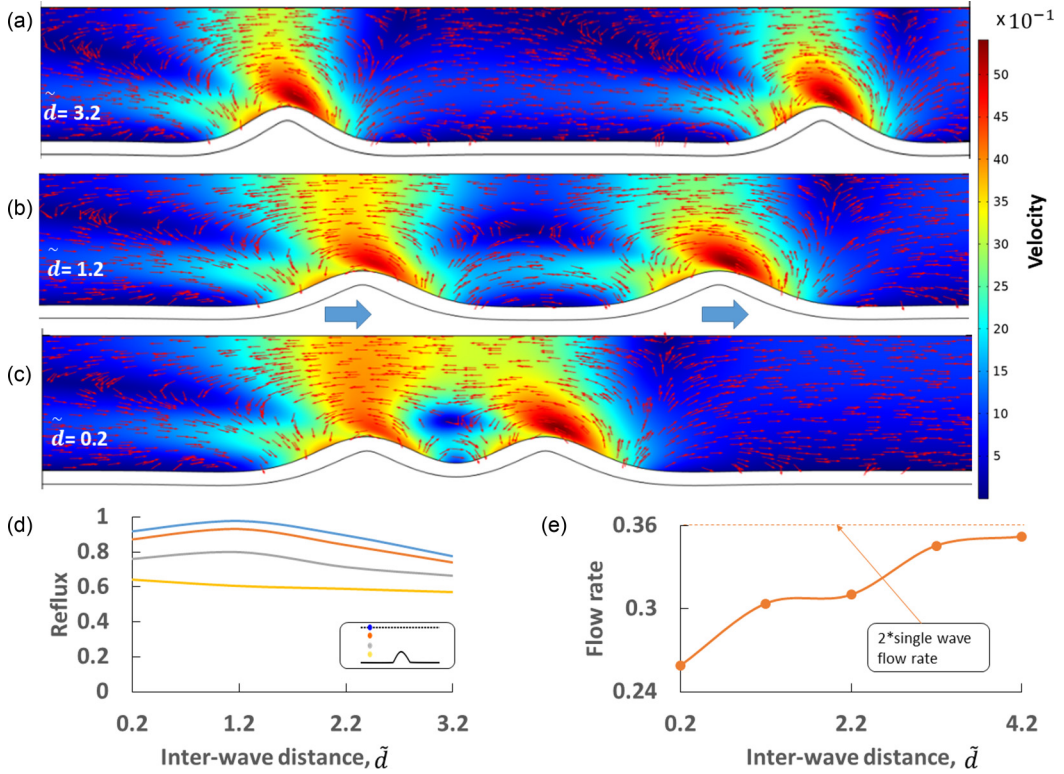 (a)
x10⁻¹
d̃= 3.2
50
45
40
35
30
25
20
15
10
5
Velocity
(b)
d̃= 1.2
(c)
d̃= 0.2
(d)
1
0.8
0.6
0.4
0.2
0
Reflux
0.2 1.2 2.2 3.2
Inter-wave distance, d̃
(e)
0.36
0.3
0.24
Flow rate
2*single wave
flow rate
0.2 2.2 4.2
Inter-wave distance, d̃